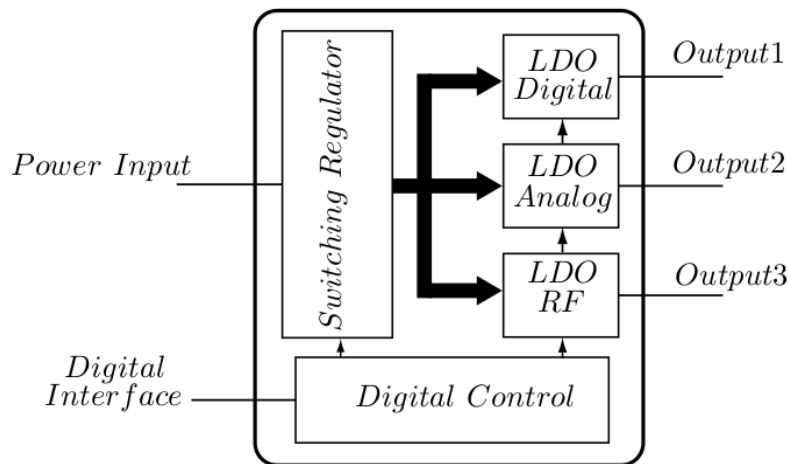 LDO
Digital
Output1
Switching Regulator
Power Input
LDO
Analog
Output2
LDO
RF
Output3
Digital
Interface
Digital Control